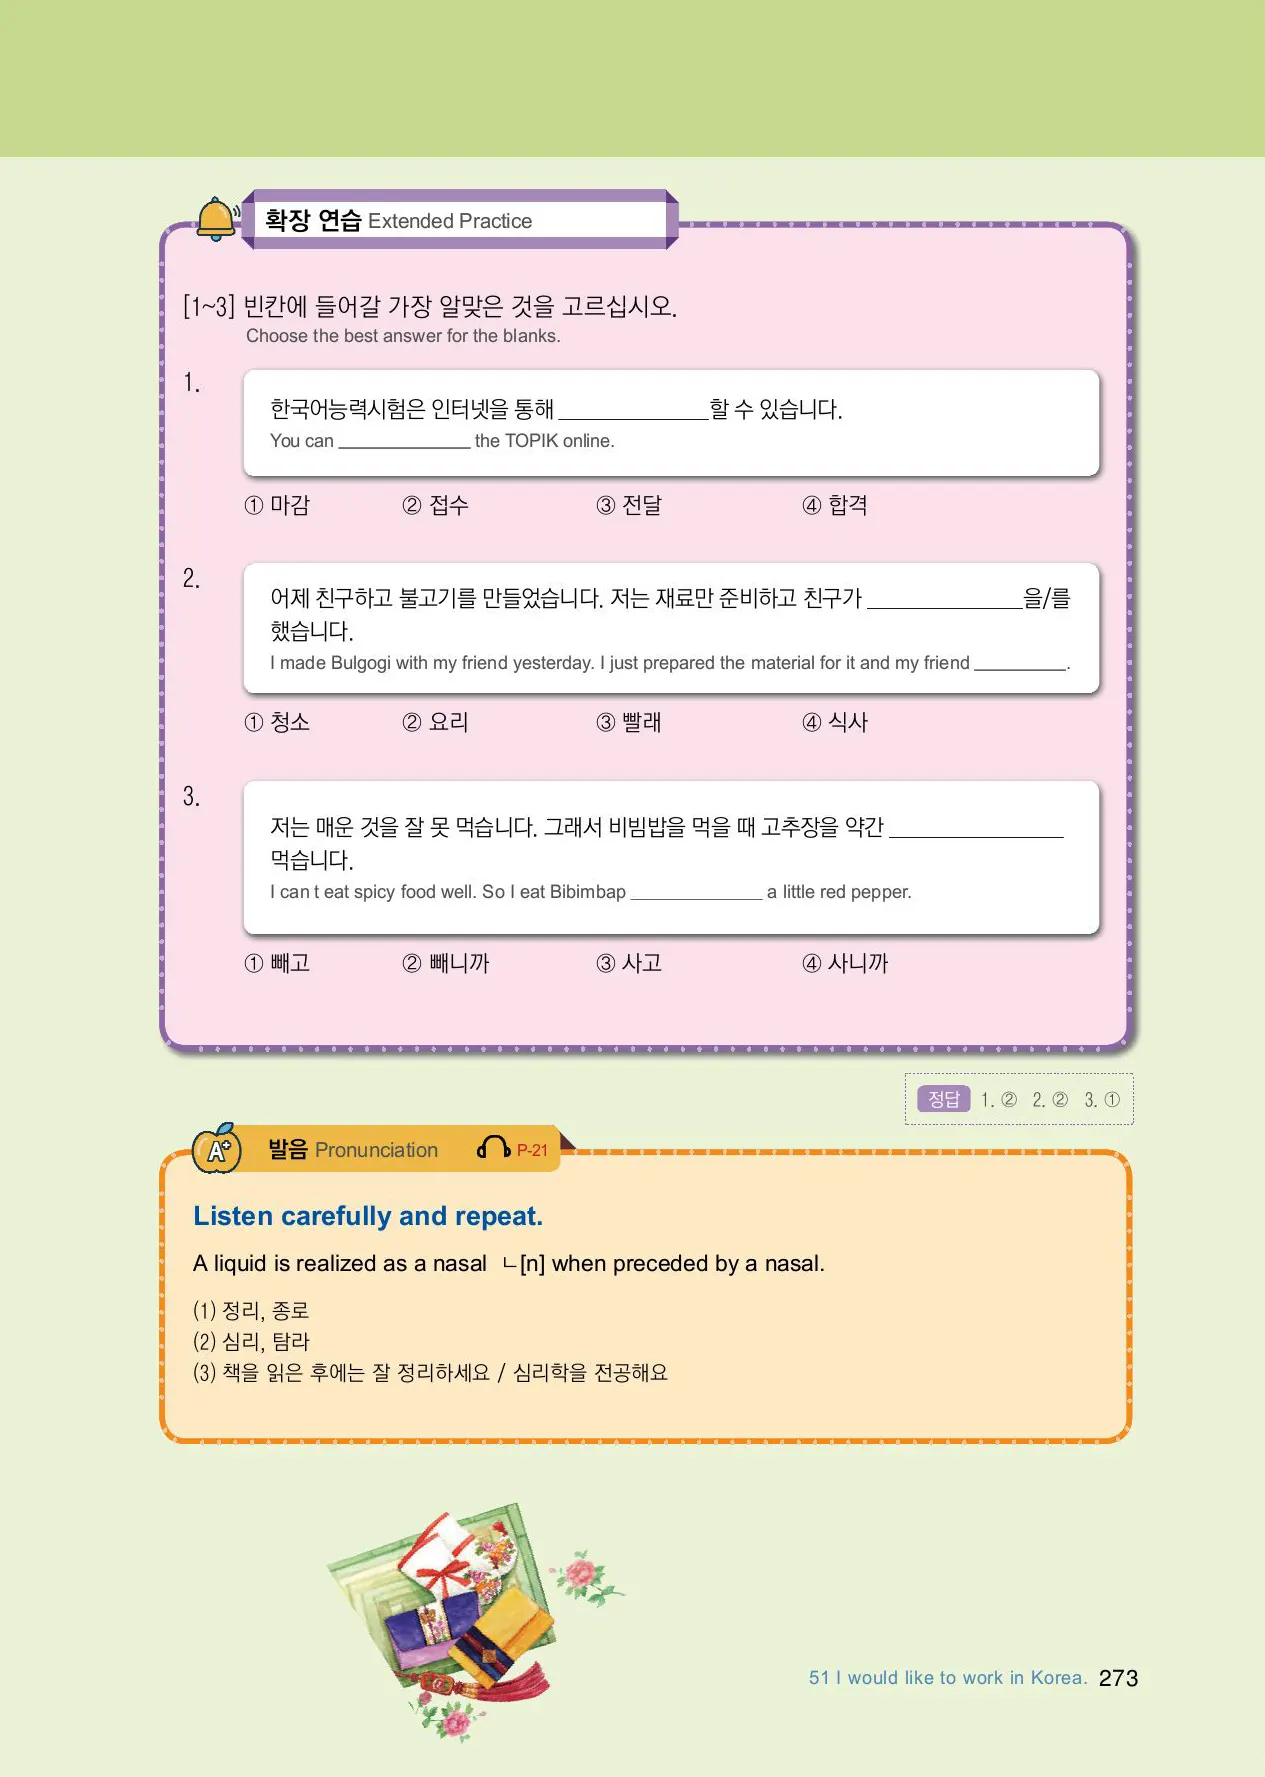 확장 연습 Extended Practice
[1~3] 빈칸에 들어갈 가장 알맞은 것을 고르십시오.
Choose the best answer for the blanks.
1.
한국어능력시험은 인터넷을 통해 ______________할 수 있습니다.
You can _____________ the TOPIK online.
① 마감 ② 접수 ③ 전달 ④ 합격
2.
어제 친구하고 불고기를 만들었습니다. 저는 재료만 준비하고 친구가 ______________을/를
했습니다.
I made Bulgogi with my friend yesterday. I just prepared the material for it and my friend _________.
① 청소 ② 요리 ③ 빨래 ④ 식사
3.
저는 매운 것을 잘 못 먹습니다. 그래서 비빔밥을 먹을 때 고추장을 약간 ________________
먹습니다.
I can t eat spicy food well. So I eat Bibimbap _____________ a little red pepper.
① 빼고 ② 빼니까 ③ 사고 ④ 사니까
정답 1. ② 2. ② 3. ①
A+ 발음 Pronunciation P-21
Listen carefully and repeat.
A liquid is realized as a nasal ㄴ[n] when preceded by a nasal.
(1) 정리, 종로
(2) 심리, 탐라
(3) 책을 읽은 후에는 잘 정리하세요 / 심리학을 전공해요
51 I would like to work in Korea. 273